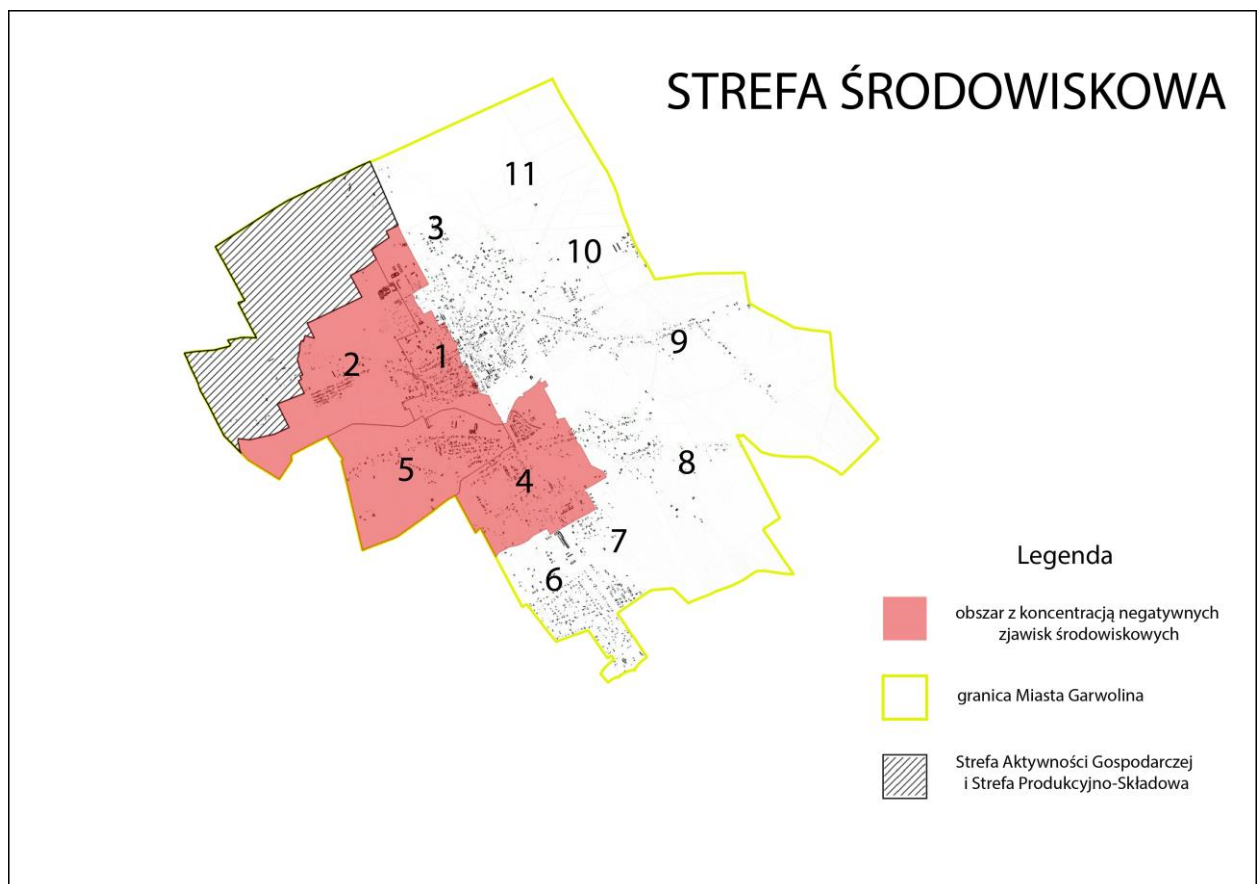 STREFA ŚRODOWISKOWA
11
3
10
9
1
2
5
4
8
7
6
Legenda
obszar z koncentracją negatywnych
zjawisk środowiskowych
granica Miasta Garwolina
Strefa Aktywności Gospodarczej
i Strefa Produkcyjno-Składowa